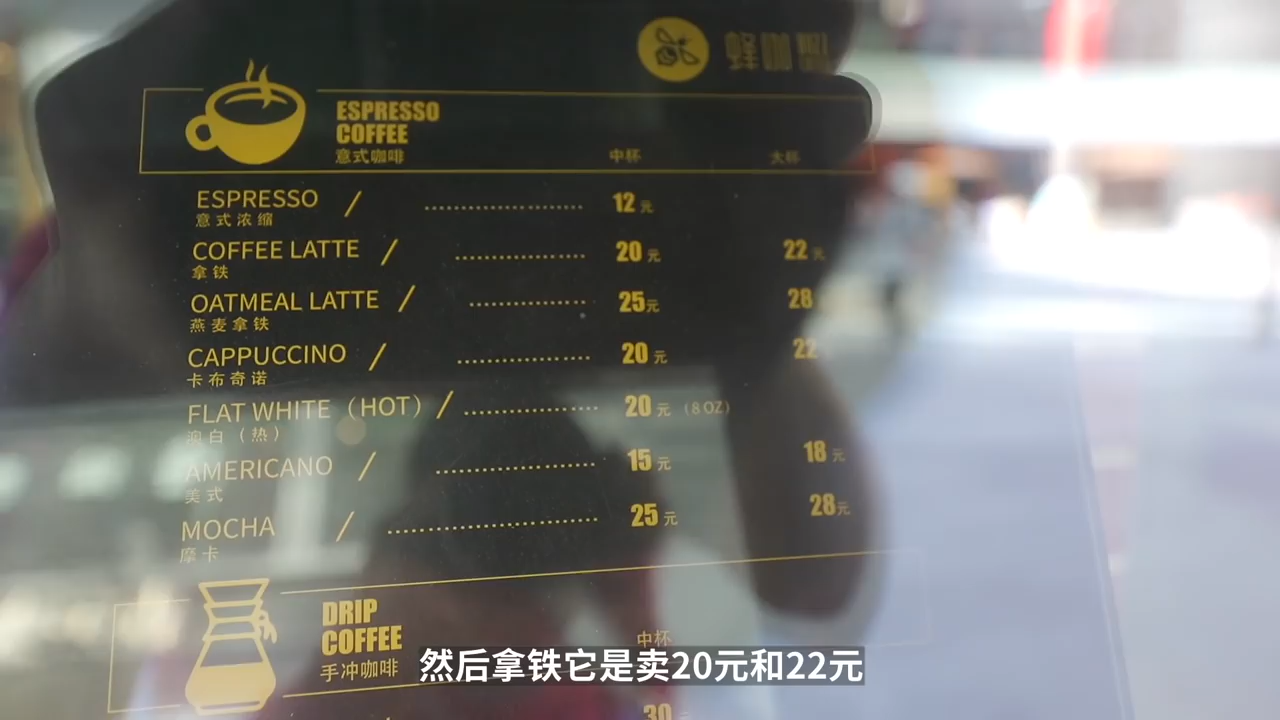 蜂咖
ESPRESSO
COFFEE
意式咖啡 中杯 大杯
ESPRESSO / .................... 12元
意式浓缩
COFFEE LATTE / ................. 20元 22元
拿铁
OATMEAL LATTE / ............... 25元 28
燕麦拿铁
CAPPUCCINO / ................. 20元 22
卡布奇诺
FLAT WHITE（HOT）/ ................. 20元（8OZ）
澳白（热）
AMERICANO / .................... 15元 18元
美式
MOCHA / .......................... 25元 28元
摩卡
DRIP
COFFEE
手冲咖啡 中杯
30
然后拿铁它是卖20元和22元